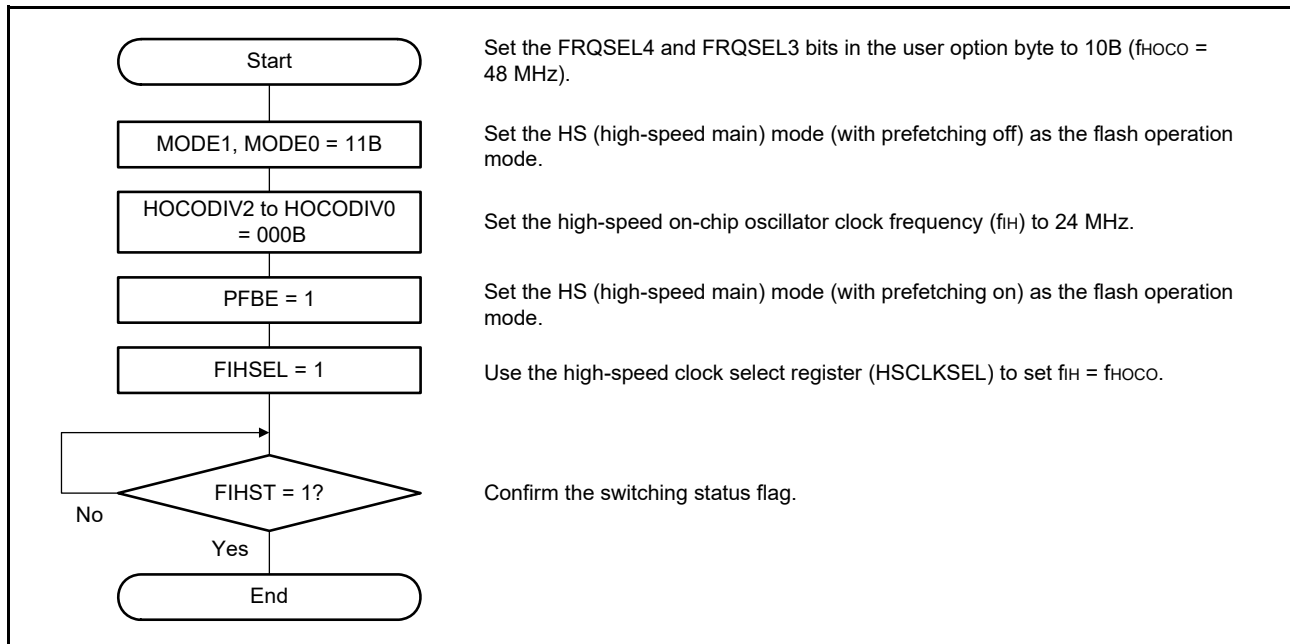 Start
Set the FRQSEL4 and FRQSEL3 bits in the user option byte to 10B (fHOCO =
48 MHz).
MODE1, MODE0 = 11B
Set the HS (high-speed main) mode (with prefetching off) as the flash operation
mode.
HOCODIV2 to HOCODIV0
= 000B
Set the high-speed on-chip oscillator clock frequency (fIH) to 24 MHz.
PFBE = 1
Set the HS (high-speed main) mode (with prefetching on) as the flash operation
mode.
FIHSEL = 1
Use the high-speed clock select register (HSCLKSEL) to set fIH = fHOCO.
FIHST = 1?
Confirm the switching status flag.
No
Yes
End